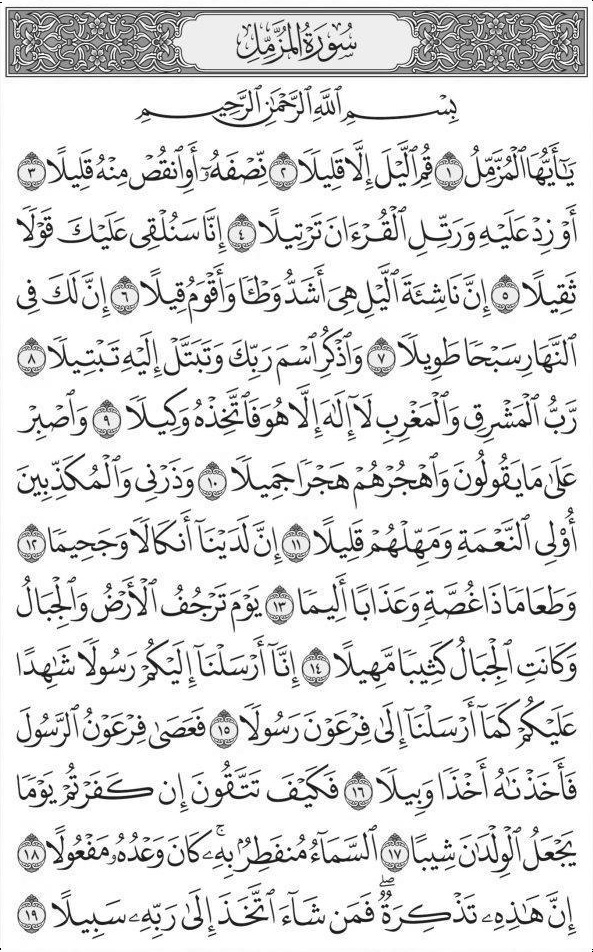 سُورَةُ المُزَّمِّل
بِسْمِ ٱللَّهِ ٱلرَّحْمَٰنِ ٱلرَّحِيمِ
يَٰٓأَيُّهَا ٱلْمُزَّمِّلُ ١ قُمِ ٱلَّيْلَ إِلَّا قَلِيلًا ٢ نِّصْفَهُۥٓ أَوِ ٱنقُصْ مِنْهُ قَلِيلًا ٣
أَوْ زِدْ عَلَيْهِ وَرَتِّلِ ٱلْقُرْءَانَ تَرْتِيلًا ٤ إِنَّا سَنُلْقِى عَلَيْكَ قَوْلًا
ثَقِيلًا ٥ إِنَّ نَاشِئَةَ ٱلَّيْلِ هِىَ أَشَدُّ وَطْـًٔا وَأَقْوَمُ قِيلًا ٦ إِنَّ لَكَ فِى
ٱلنَّهَارِ سَبْحًا طَوِيلًا ٧ وَٱذْكُرِ ٱسْمَ رَبِّكَ وَتَبَتَّلْ إِلَيْهِ تَبْتِيلًا ٨
رَّبُّ ٱلْمَشْرِقِ وَٱلْمَغْرِبِ لَآ إِلَٰهَ إِلَّا هُوَ فَٱتَّخِذْهُ وَكِيلًا ٩ وَٱصْبِرْ
عَلَىٰ مَا يَقُولُونَ وَٱهْجُرْهُمْ هَجْرًا جَمِيلًا ١٠ وَذَرْنِى وَٱلْمُكَذِّبِينَ
أُو۟لِى ٱلنَّعْمَةِ وَمَهِّلْهُمْ قَلِيلًا ١١ إِنَّ لَدَيْنَآ أَنكَالًا وَجَحِيمًا ١٢
وَطَعَامًا ذَا غُصَّةٍ وَعَذَابًا أَلِيمًا ١٣ يَوْمَ تَرْجُفُ ٱلْأَرْضُ وَٱلْجِبَالُ
وَكَانَتِ ٱلْجِبَالُ كَثِيبًا مَّهِيلًا ١٤ إِنَّآ أَرْسَلْنَآ إِلَيْكُمْ رَسُولًا شَٰهِدًا
عَلَيْكُمْ كَمَآ أَرْسَلْنَآ إِلَىٰ فِرْعَوْنَ رَسُولًا ١٥ فَعَصَىٰ فِرْعَوْنُ ٱلرَّسُولَ
فَأَخَذْنَٰهُ أَخْذًا وَبِيلًا ١٦ فَكَيْفَ تَتَّقُونَ إِن كَفَرْتُمْ يَوْمًا
يَجْعَلُ ٱلْوِلْدَٰنَ شِيبًا ١٧ ٱلسَّمَآءُ مُنفَطِرٌۢ بِهِۦ ۚ كَانَ وَعْدُهُۥ مَفْعُولًا ١٨
إِنَّ هَٰذِهِۦ تَذْكِرَةٌ ۖ فَمَن شَآءَ ٱتَّخَذَ إِلَىٰ رَبِّهِۦ سَبِيلًا ١٩